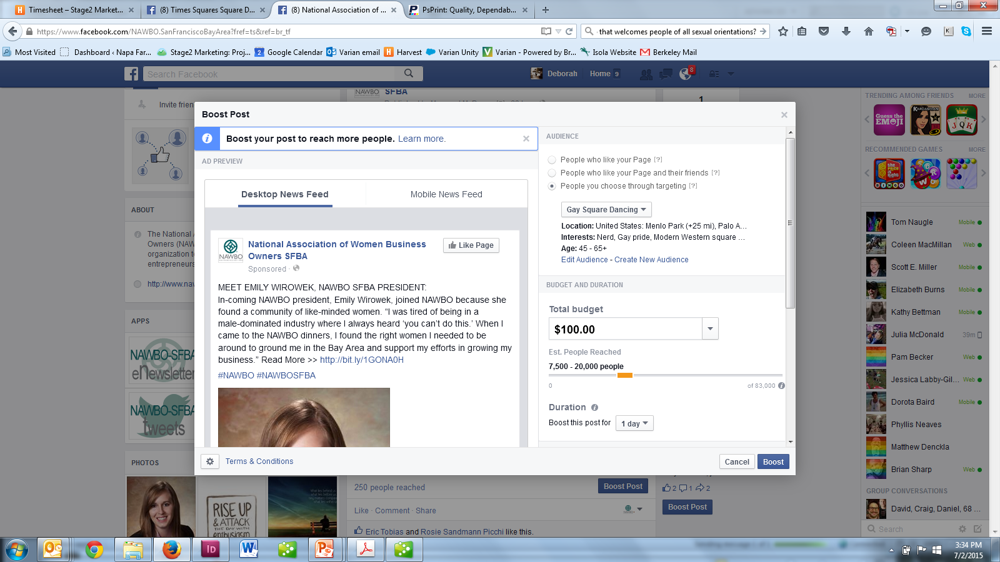 Timesheet – Stage2 Market...
(8) Times Squares Square D...
(8) National Association of ...
PsPrint: Quality, Dependab...
https://www.facebook.com/NAWBO.SanFranciscoBayArea?fref=ts&ref=br_tf
that welcomes people of all sexual orientations?
Most Visited
Dashboard ‹ Napa Far...
Stage2 Marketing: Proj...
2 Google Calendar
Varian email
Harvest
Varian Unity
Varian - Powered by Br...
Isola Website
Berkeley Mail
Search Facebook
Deborah
Home 9
8
Invite frien
NAWBO
SFBA
1
Boost Post
Boost your post to reach more people. Learn more.
AD PREVIEW
Desktop News Feed
Mobile News Feed
NAWBO
National Association of Women Business
Owners SFBA
Sponsored ·
Like Page
MEET EMILY WIROWEK, NAWBO SFBA PRESIDENT:
In-coming NAWBO president, Emily Wirowek, joined NAWBO because she
found a community of like-minded women. “I was tired of being in a
male-dominated industry where I always heard ‘you can’t do this.’ When I
came to the NAWBO dinners, I found the right women I needed to be
around to ground me in the Bay Area and support my efforts in growing my
business.” Read More >> http://bit.ly/1GONA0H
#NAWBO #NAWBOSFBA
AUDIENCE
People who like your Page [?]
People who like your Page and their friends [?]
People you choose through targeting [?]
Gay Square Dancing
Location: United States: Menlo Park (+25 mi), Palo A...
Interests: Nerd, Gay pride, Modern Western square ...
Age: 45 - 65+
Edit Audience - Create New Audience
BUDGET AND DURATION
Total budget
$100.00
Est. People Reached
7,500 - 20,000 people
0
of 83,000
Duration
Boost this post for
1 day
Terms & Conditions
Cancel
Boost
ABOUT
The National A
Owners (NAW
organization to
entrepreneurs
http://www.naw
APPS
NAWBO-SFBA
eNewsletter
NAWBO-SFBA
tweets
PHOTOS
RISE UP
& ATTACK
THE DAY WITH
enthusiasm
250 people reached
Boost Post
Like · Comment · Share
Eric Tobias and Rosie Sandmann Picchi like this.
2 1 2
Boost Post
TRENDING AMONG FRIENDS
MORE
Guess the
EMOJI
KARDASHIAN
J Q K
RECOMMENDED GAMES
MORE
BINGO
Tom Naugle
Mobile
Coleen MacMillan
Web
Scott E. Miller
Mobile
Elizabeth Burns
Mobile
Kathy Bettman
Mobile
Julia McDonald
39m
Pam Becker
Web
Jessica Labby-Gil...
Web
Dorota Baird
Mobile
Phyllis Neaves
Matthew Denckla
Brian Sharp
Web
GROUP CONVERSATIONS
David, Craig, Daniel, 68 ...
Search
3:34 PM
7/2/2015